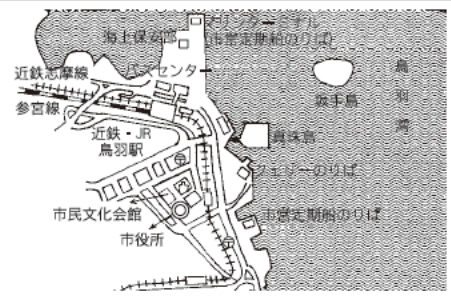 マリンターミナル
(市営定期船のりば)
海上保安部
近鉄志摩線
バスセンター
参宮線
近鉄・JR
鳥羽駅
真珠島
フェリーのりば
市民文化会館
市営定期船のりば
市役所
鳥羽湾